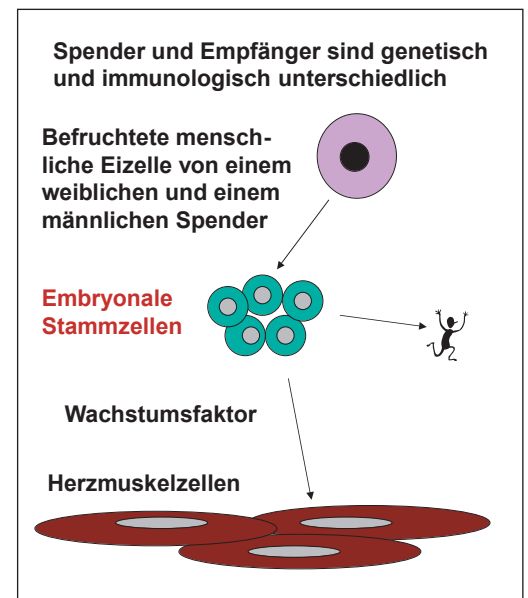 Spender und Empfänger sind genetisch
und immunologisch unterschiedlich
Befruchtete mensch-
liche Eizelle von einem
weiblichen und einem
männlichen Spender
Embryonale
Stammzellen
Wachstumsfaktor
Herzmuskelzellen